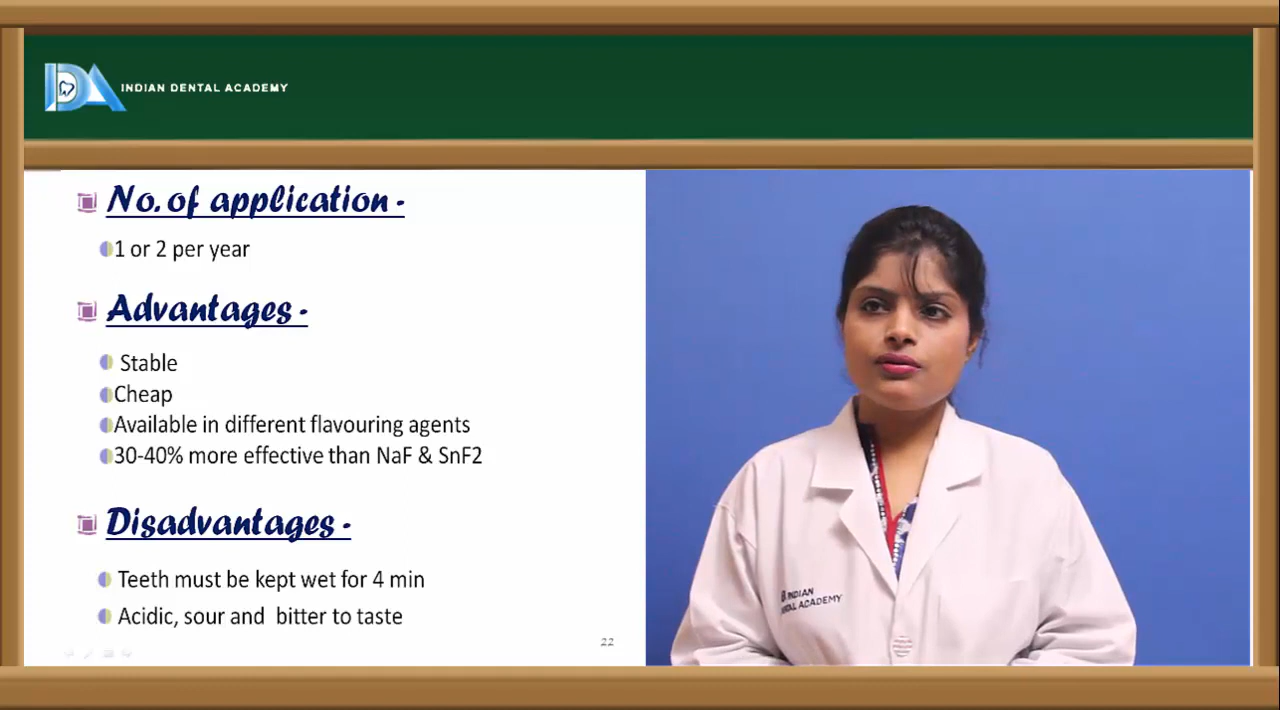 INDIAN DENTAL ACADEMY
No. of application -
1 or 2 per year
Advantages -
Stable
Cheap
Available in different flavouring agents
30-40% more effective than NaF & SnF2
Disadvantages -
Teeth must be kept wet for 4 min
Acidic, sour and bitter to taste
22
INDIAN
DENTAL ACADEMY